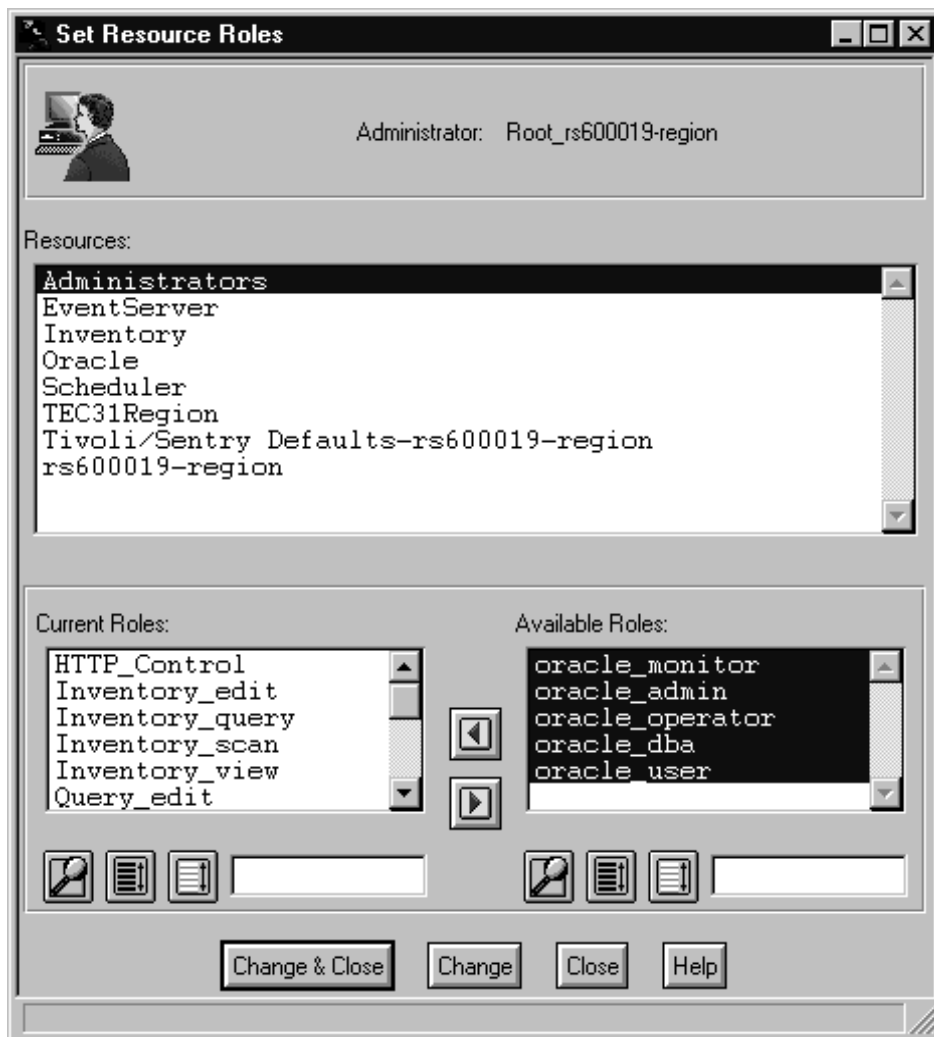 Set Resource Roles
Administrator: Root_rs600019-region
Resources:
Administrators
EventServer
Inventory
Oracle
Scheduler
TEC31Region
Tivoli/Sentry Defaults-rs600019-region
rs600019-region
Current Roles:
HTTP_Control
Inventory_edit
Inventory_query
Inventory_scan
Inventory_view
Query_edit
Available Roles:
oracle_monitor
oracle_admin
oracle_operator
oracle_dba
oracle_user
Change & Close Change Close Help